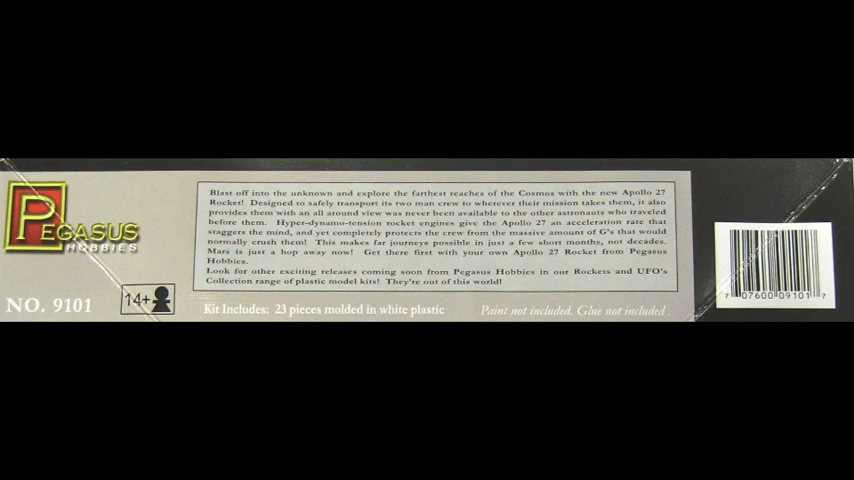 PEGASUS
HOBBIES
NO. 9101
14+
Blast off into the unknown and explore the farthest reaches of the Cosmos with the new Apollo 27
Rocket! Designed to safely transport its two man crew to wherever their mission takes them, it also
provides them with an all around view was never been available to the other astronauts who traveled
before them. Hyper-dynamo-tension rocket engines give the Apollo 27 an acceleration rate that
staggers the mind, and yet completely protects the crew from the massive amount of G's that would
normally crush them! This makes far journeys possible in just a few short months, not decades.
Mars is just a hop away now! Get there first with your own Apollo 27 Rocket from Pegasus
Hobbies.
Look for other exciting releases coming soon from Pegasus Hobbies in our Rockets and UFO's
Collection range of plastic model kits! They're out of this world!
Kit Includes: 23 pieces molded in white plastic
Paint not included. Glue not included .
7 07600 09101 7